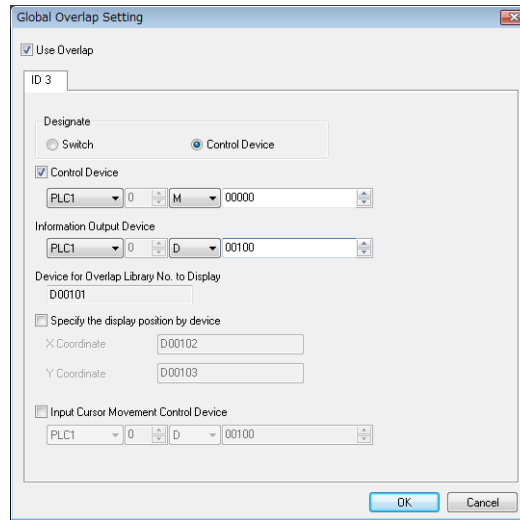 Global Overlap Setting
Use Overlap
ID 3
Designate
Switch Control Device
Control Device
PLC1 0 M 00000
Information Output Device
PLC1 0 D 00100
Device for Overlap Library No. to Display
D00101
Specify the display position by device
X Coordinate D00102
Y Coordinate D00103
Input Cursor Movement Control Device
PLC1 0 D 00100
OK Cancel